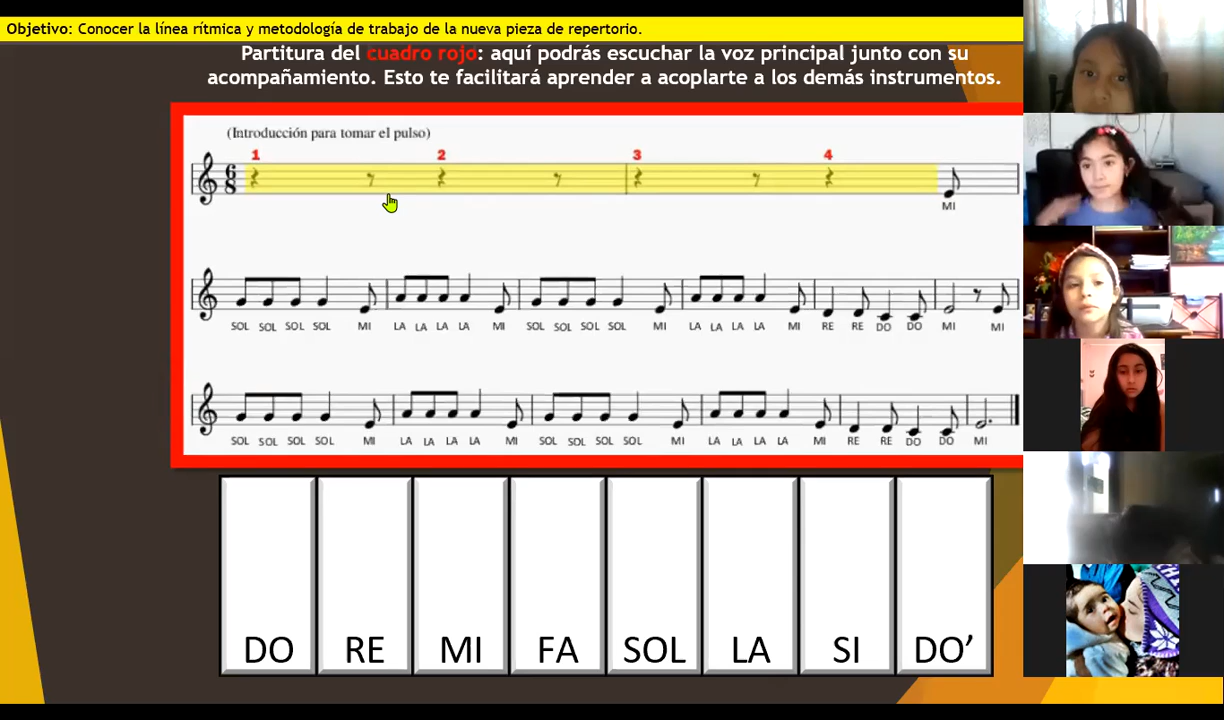 Objetivo: Conocer la línea rítmica y metodología de trabajo de la nueva pieza de repertorio.
Partitura del cuadro rojo: aquí podrás escuchar la voz principal junto con su
acompañamiento. Esto te facilitará aprender a acoplarte a los demás instrumentos.
(Introducción para tomar el pulso)
1 2 3 4
6
8
MI
SOL SOL SOL SOL MI LA LA LA LA MI SOL SOL SOL SOL MI LA LA LA LA MI RE RE DO DO MI MI
SOL SOL SOL SOL MI LA LA LA LA MI SOL SOL SOL SOL MI LA LA LA LA MI RE RE DO DO MI
DO RE MI FA SOL LA SI DO’